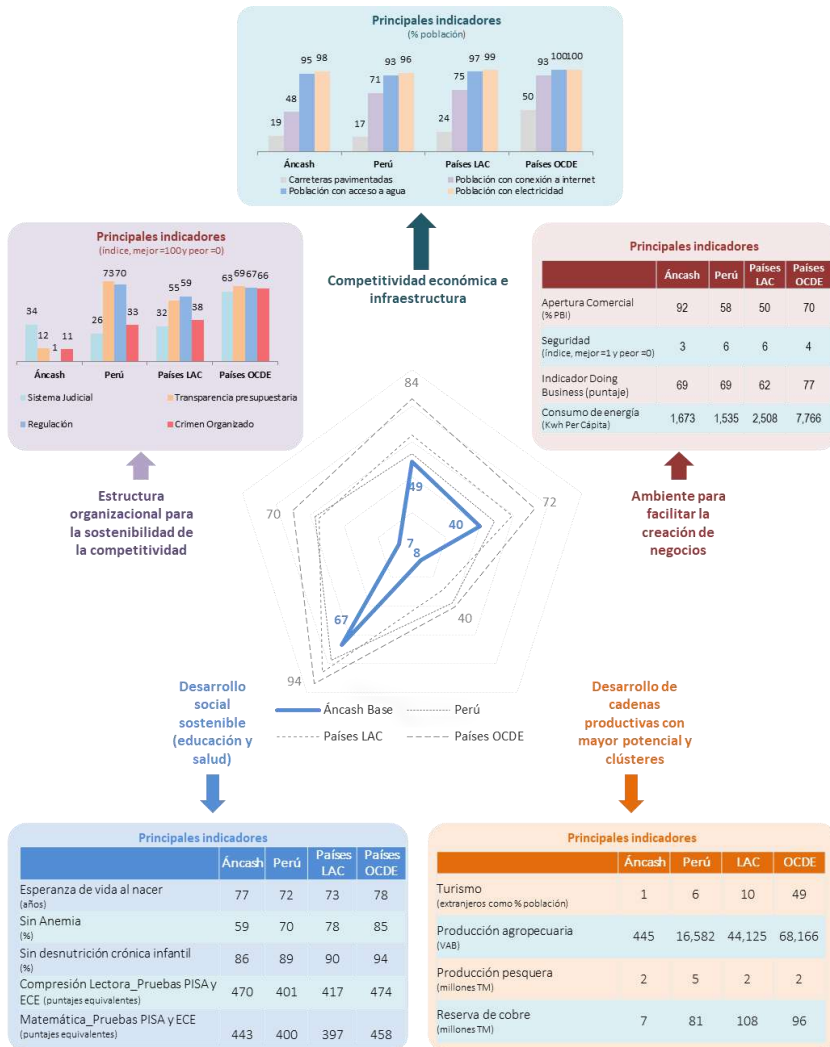 Principales indicadores
(% población)
19 48 95 98
17 71 93 96
24 75 97 99
50 93 100 100
Áncash Perú Países LAC Países OCDE
Carreteras pavimentadas Población con conexión a internet
Población con acceso a agua Población con electricidad
Principales indicadores
(índice, mejor =100 y peor =0)
34 12 1 11
26 73 70 33
32 55 59 38
63 69 67 66
Áncash Perú Países LAC Países OCDE
Sistema Judicial Transparencia presupuestaria
Regulación Crimen Organizado
Competitividad económica e
infraestructura
Principales indicadores
Áncash Perú Países LAC Países OCDE
Apertura Comercial 92 58 50 70
(% PBI)
Seguridad 3 6 6 4
(índice, mejor=1 y peor =0)
Indicador Doing 69 69 62 77
Business (puntaje)
Consumo de energía 1,673 1,535 2,508 7,766
(Kwh Per Cápita)
Estructura
organizacional para
la sostenibilidad de
la competitividad
Ambiente para
facilitar la
creación de
negocios
84
72
40
94
70
49
40
8
67
7
Áncash Base Perú
Países LAC Países OCDE
Desarrollo
social
sostenible
(educación y
salud)
Desarrollo de
cadenas
productivas con
mayor potencial y
clústeres
Principales indicadores
Áncash Perú Países LAC Países OCDE
Esperanza de vida al nacer 77 72 73 78
(años)
Sin Anemia 59 70 78 85
(%)
Sin desnutrición crónica infantil 86 89 90 94
(%)
Compresión Lectora_Pruebas PISA y
ECE (puntajes equivalentes) 470 401 417 474
Matemática_Pruebas PISA y ECE
(puntajes equivalentes) 443 400 397 458
Principales indicadores
Áncash Perú LAC OCDE
Turismo 1 6 10 49
(extranjeros como % población)
Producción agropecuaria 445 16,582 44,125 68,166
(VAB)
Producción pesquera 2 5 2 2
(millones TM)
Reserva de cobre 7 81 108 96
(millones TM)